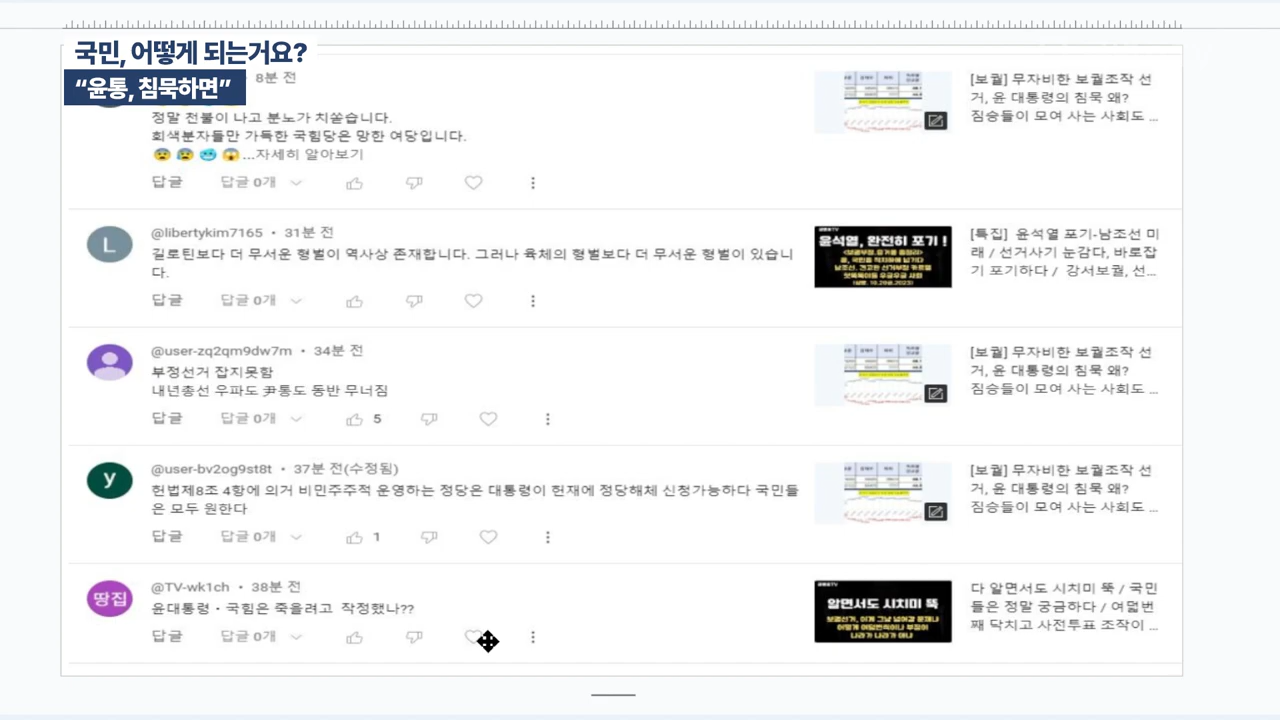 국민, 어떻게 되는거요?
“윤통, 침묵하면”
8분 전
정말 천불이 나고 분노가 치솓습니다.
회색분자들만 가득한 국힘당은 망한 여당입니다.
😨 😰 🥶 😱 ...자세히 알아보기
답글 답글 0개
[보궐] 무자비한 보궐조작 선
거, 윤 대통령의 침묵 왜?
짐승들이 모여 사는 사회도 ...
L
@libertykim7165 • 31분 전
길로틴보다 더 무서운 형벌이 역사상 존재합니다. 그러나 육체의 형벌보다 더 무서운 형벌이 있습니
다.
답글 답글 0개
윤석열, 완전히 포기 !
[특집] 윤석열 포기-남조선 미
래 / 선거사기 눈감다, 바로잡
기 포기하다 / 강서보궐, 선...
@user-zq2qm9dw7m • 34분 전
부정선거 잡지못함
내년총선 우파도 尹통도 동반 무너짐
답글 답글 0개 5
[보궐] 무자비한 보궐조작 선
거, 윤 대통령의 침묵 왜?
짐승들이 모여 사는 사회도 ...
y
@user-bv2og9st8t • 37분 전(수정됨)
헌법제8조 4항에 의거 비민주주적 운영하는 정당은 대통령이 헌재에 정당해체 신청가능하다 국민들
은 모두 원한다
답글 답글 0개 1
[보궐] 무자비한 보궐조작 선
거, 윤 대통령의 침묵 왜?
짐승들이 모여 사는 사회도 ...
땅집
@TV-wk1ch • 38분 전
윤대통령・국힘은 죽을려고 작정했나??
답글 답글 0개
알면서도 시치미 뚝
다 알면서도 시치미 뚝 / 국민
들은 정말 궁금하다 / 여덟번
째 닥치고 사전투표 조작이 ...